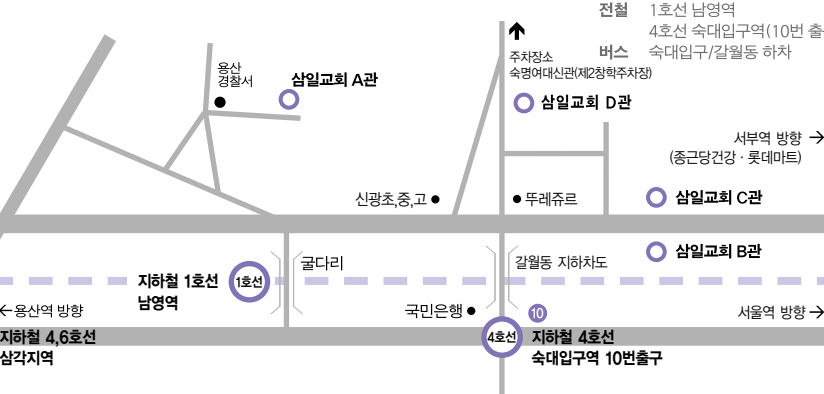 전철 1호선 남영역
4호선 숙대입구역(10번 출
버스 숙대입구/갈월동 하차
주차장소
숙명여대신관(제2창학주차장)
용산
경찰서
삼일교회 A관
삼일교회 D관
서부역 방향
(종근당건강 · 롯데마트)
신광초,중,고
뚜레쥬르
삼일교회 C관
삼일교회 B관
굴다리
갈월동 지하차도
지하철 1호선
남영역
1호선
용산역 방향
국민은행
10
서울역 방향
지하철 4,6호선
삼각지역
4호선
지하철 4호선
숙대입구역 10번출구